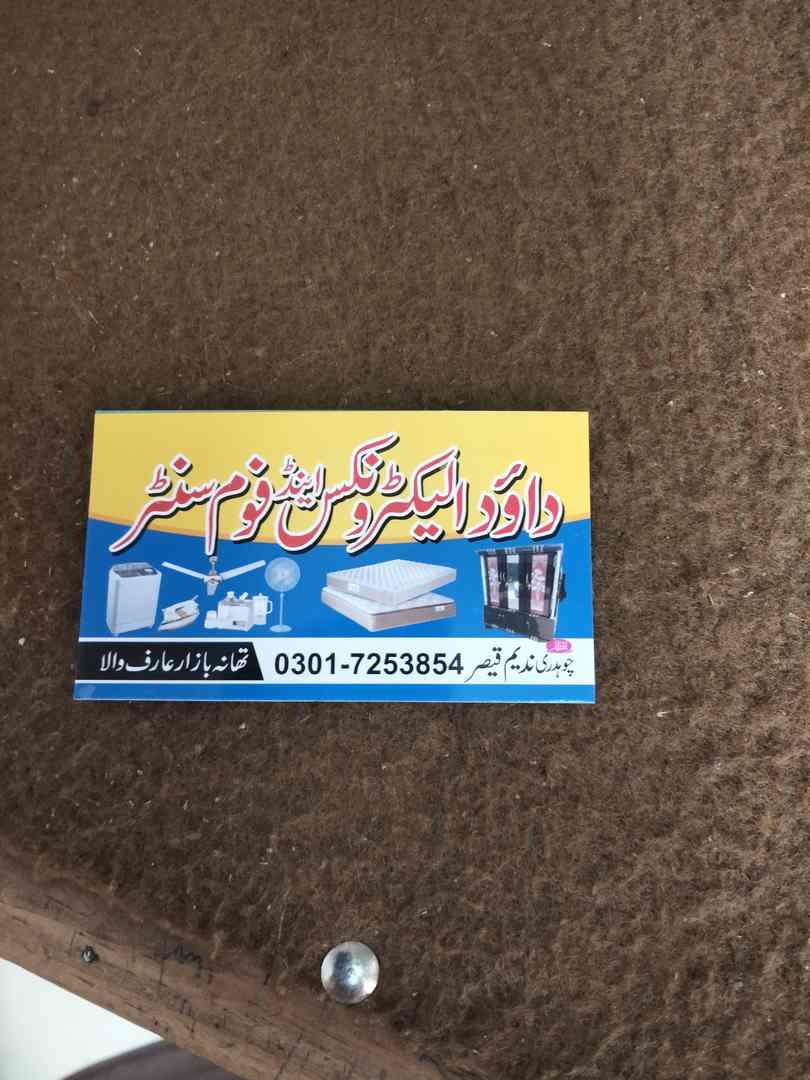 داؤد الیکٹرونکس اینڈ فوم سنٹر
چوہدری ندیم قیصر 0301-7253854 تھانہ بازار عارف والا